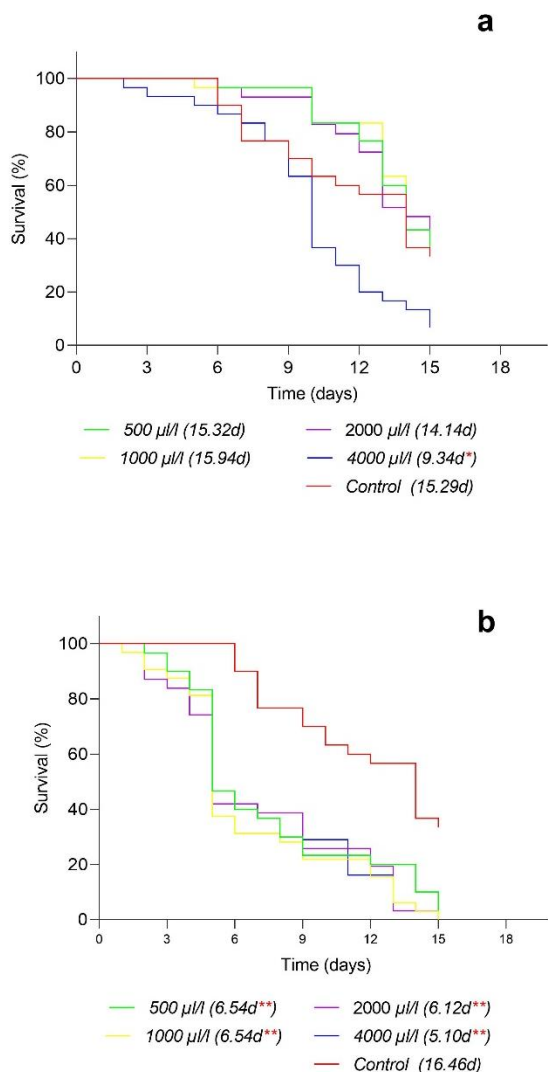 a
100
80
60
40
20
0
Survival (%)
0 3 6 9 12 15 18
Time (days)
500 µl/l (15.32d) 2000 µl/l (14.14d)
1000 µl/l (15.94d) 4000 µl/l (9.34d*)
Control (15.29d)
b
100
80
60
40
20
0
Survival (%)
0 3 6 9 12 15 18
Time (days)
500 µl/l (6.54d**) 2000 µl/l (6.12d**)
1000 µl/l (6.54d**) 4000 µl/l (5.10d**)
Control (16.46d)